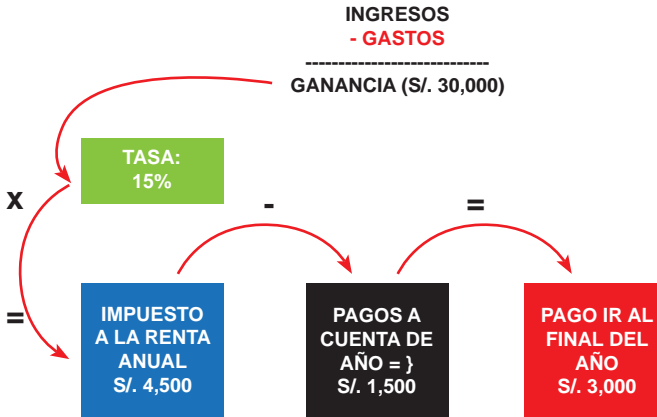 INGRESOS
- GASTOS
----------------------------
GANANCIA (S/. 30,000)
TASA:
15%
x
-
=
=
IMPUESTO
A LA RENTA
ANUAL
S/. 4,500
PAGOS A
CUENTA DE
AÑO = }
S/. 1,500
PAGO IR AL
FINAL DEL
AÑO
S/. 3,000